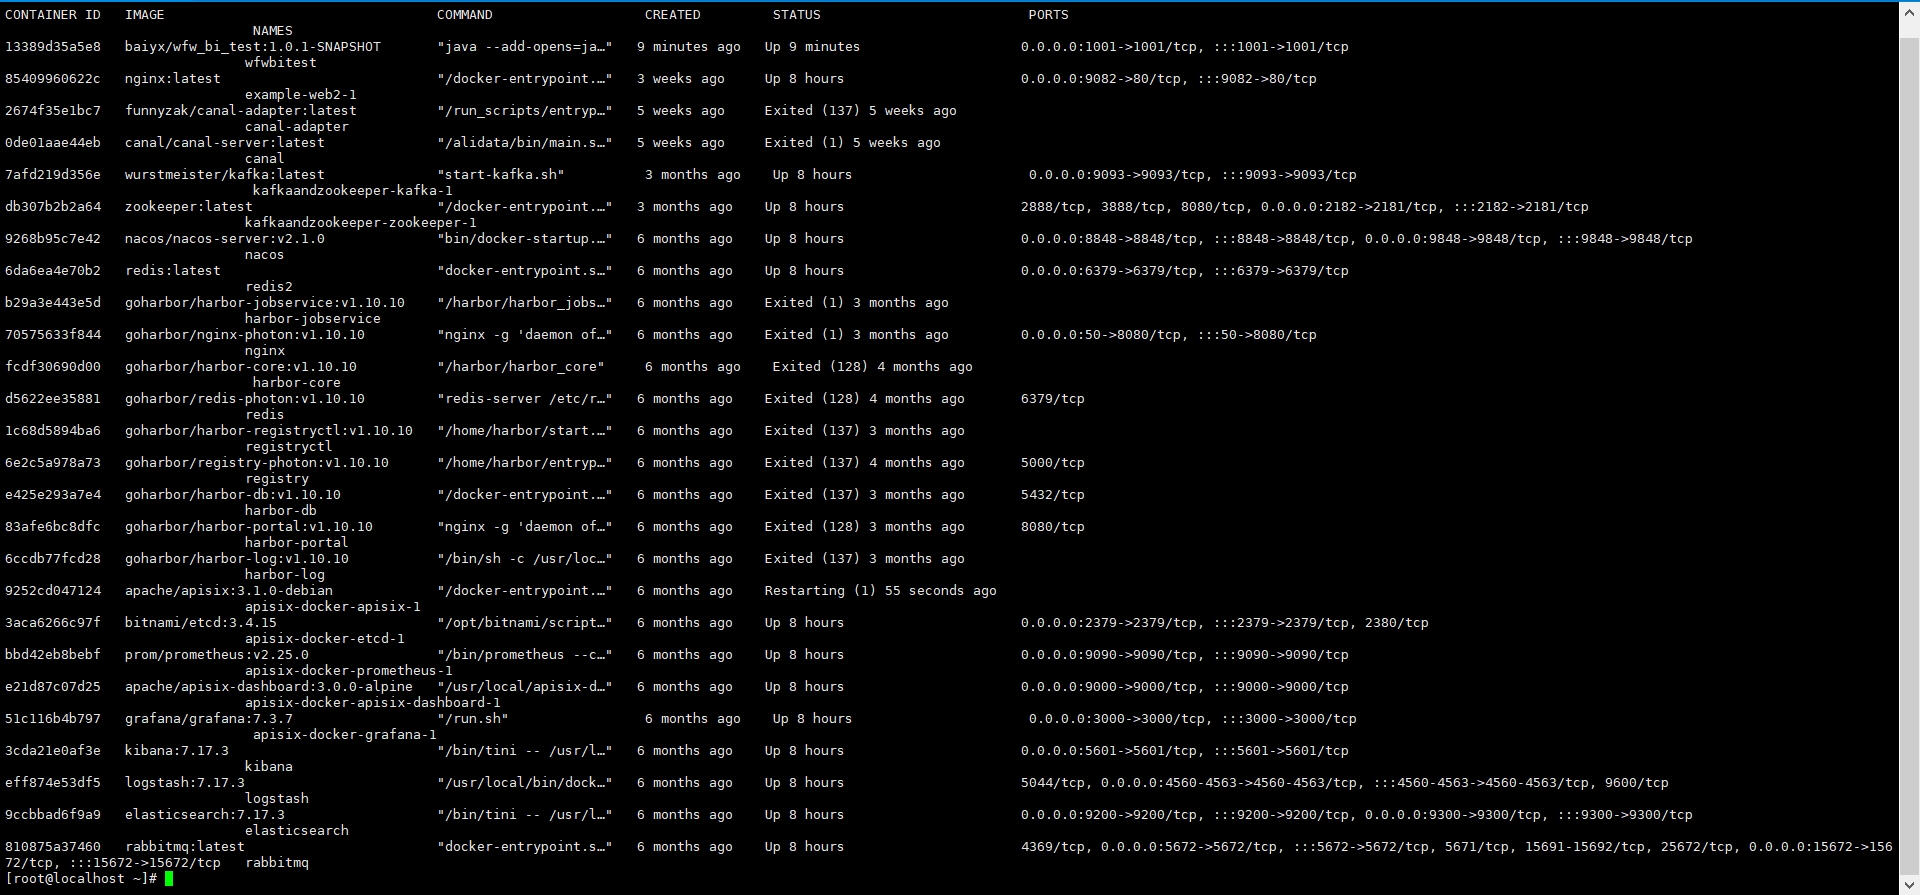 CONTAINER ID   IMAGE                                  COMMAND                   CREATED         STATUS                          PORTS
NAMES
13389d35a5e8   baiyx/wfw_bi_test:1.0.1-SNAPSHOT       "java --add-opens=ja…"   9 minutes ago   Up 9 minutes                    0.0.0.0:1001->1001/tcp, :::1001->1001/tcp
wfwbitest
85409960622c   nginx:latest                           "/docker-entrypoint.…"   3 weeks ago     Up 8 hours                      0.0.0.0:9082->80/tcp, :::9082->80/tcp
example-web2-1
2674f35e1bc7   funnyzak/canal-adapter:latest          "/run_scripts/entryp…"   5 weeks ago     Exited (137) 5 weeks ago
canal-adapter
0de01aae44eb   canal/canal-server:latest              "/alidata/bin/main.s…"   5 weeks ago     Exited (1) 5 weeks ago
canal
7afd219d356e   wurstmeister/kafka:latest              "start-kafka.sh"          3 months ago    Up 8 hours                      0.0.0.0:9093->9093/tcp, :::9093->9093/tcp
kafkaandzookeeper-kafka-1
db307b2b2a64   zookeeper:latest                       "/docker-entrypoint.…"   3 months ago    Up 8 hours                      2888/tcp, 3888/tcp, 8080/tcp, 0.0.0.0:2182->2181/tcp, :::2182->2181/tcp
kafkaandzookeeper-zookeeper-1
9268b95c7e42   nacos/nacos-server:v2.1.0              "bin/docker-startup.…"   6 months ago    Up 8 hours                      0.0.0.0:8848->8848/tcp, :::8848->8848/tcp, 0.0.0.0:9848->9848/tcp, :::9848->9848/tcp
nacos
6da6ea4e70b2   redis:latest                           "docker-entrypoint.s…"   6 months ago    Up 8 hours                      0.0.0.0:6379->6379/tcp, :::6379->6379/tcp
redis2
b29a3e443e5d   goharbor/harbor-jobservice:v1.10.10    "/harbor/harbor_jobs…"   6 months ago    Exited (1) 3 months ago
harbor-jobservice
70575633f844   goharbor/nginx-photon:v1.10.10         "nginx -g 'daemon of…"   6 months ago    Exited (1) 3 months ago         0.0.0.0:50->8080/tcp, :::50->8080/tcp
nginx
fcdf30690d00   goharbor/harbor-core:v1.10.10          "/harbor/harbor_core"     6 months ago    Exited (128) 4 months ago
harbor-core
d5622ee35881   goharbor/redis-photon:v1.10.10         "redis-server /etc/r…"   6 months ago    Exited (128) 4 months ago       6379/tcp
redis
1c68d5894ba6   goharbor/harbor-registryctl:v1.10.10   "/home/harbor/start.…"   6 months ago    Exited (137) 3 months ago
registryctl
6e2c5a978a73   goharbor/registry-photon:v1.10.10      "/home/harbor/entryp…"   6 months ago    Exited (137) 4 months ago       5000/tcp
registry
e425e293a7e4   goharbor/harbor-db:v1.10.10            "/docker-entrypoint.…"   6 months ago    Exited (137) 3 months ago       5432/tcp
harbor-db
83afe6bc8dfc   goharbor/harbor-portal:v1.10.10        "nginx -g 'daemon of…"   6 months ago    Exited (128) 3 months ago       8080/tcp
harbor-portal
6ccdb77fcd28   goharbor/harbor-log:v1.10.10           "/bin/sh -c /usr/loc…"   6 months ago    Exited (137) 3 months ago
harbor-log
9252cd047124   apache/apisix:3.1.0-debian             "/docker-entrypoint.…"   6 months ago    Restarting (1) 55 seconds ago
apisix-docker-apisix-1
3aca6266c97f   bitnami/etcd:3.4.15                    "/opt/bitnami/script…"   6 months ago    Up 8 hours                      0.0.0.0:2379->2379/tcp, :::2379->2379/tcp, 2380/tcp
apisix-docker-etcd-1
bbd42eb8bebf   prom/prometheus:v2.25.0                "/bin/prometheus --c…"   6 months ago    Up 8 hours                      0.0.0.0:9090->9090/tcp, :::9090->9090/tcp
apisix-docker-prometheus-1
e21d87c07d25   apache/apisix-dashboard:3.0.0-alpine   "/usr/local/apisix-d…"   6 months ago    Up 8 hours                      0.0.0.0:9000->9000/tcp, :::9000->9000/tcp
apisix-docker-apisix-dashboard-1
51c116b4b797   grafana/grafana:7.3.7                  "/run.sh"                 6 months ago    Up 8 hours                      0.0.0.0:3000->3000/tcp, :::3000->3000/tcp
apisix-docker-grafana-1
3cda21e0af3e   kibana:7.17.3                          "/bin/tini -- /usr/l…"   6 months ago    Up 8 hours                      0.0.0.0:5601->5601/tcp, :::5601->5601/tcp
kibana
eff874e53df5   logstash:7.17.3                        "/usr/local/bin/dock…"   6 months ago    Up 8 hours                      5044/tcp, 0.0.0.0:4560-4563->4560-4563/tcp, :::4560-4563->4560-4563/tcp, 9600/tcp
logstash
9ccbbad6f9a9   elasticsearch:7.17.3                   "/bin/tini -- /usr/l…"   6 months ago    Up 8 hours                      0.0.0.0:9200->9200/tcp, :::9200->9200/tcp, 0.0.0.0:9300->9300/tcp, :::9300->9300/tcp
elasticsearch
810875a37460   rabbitmq:latest                        "docker-entrypoint.s…"   6 months ago    Up 8 hours                      4369/tcp, 0.0.0.0:5672->5672/tcp, :::5672->5672/tcp, 5671/tcp, 15691-15692/tcp, 25672/tcp, 0.0.0.0:15672->156
72/tcp, :::15672->15672/tcp   rabbitmq
[root@localhost ~]#